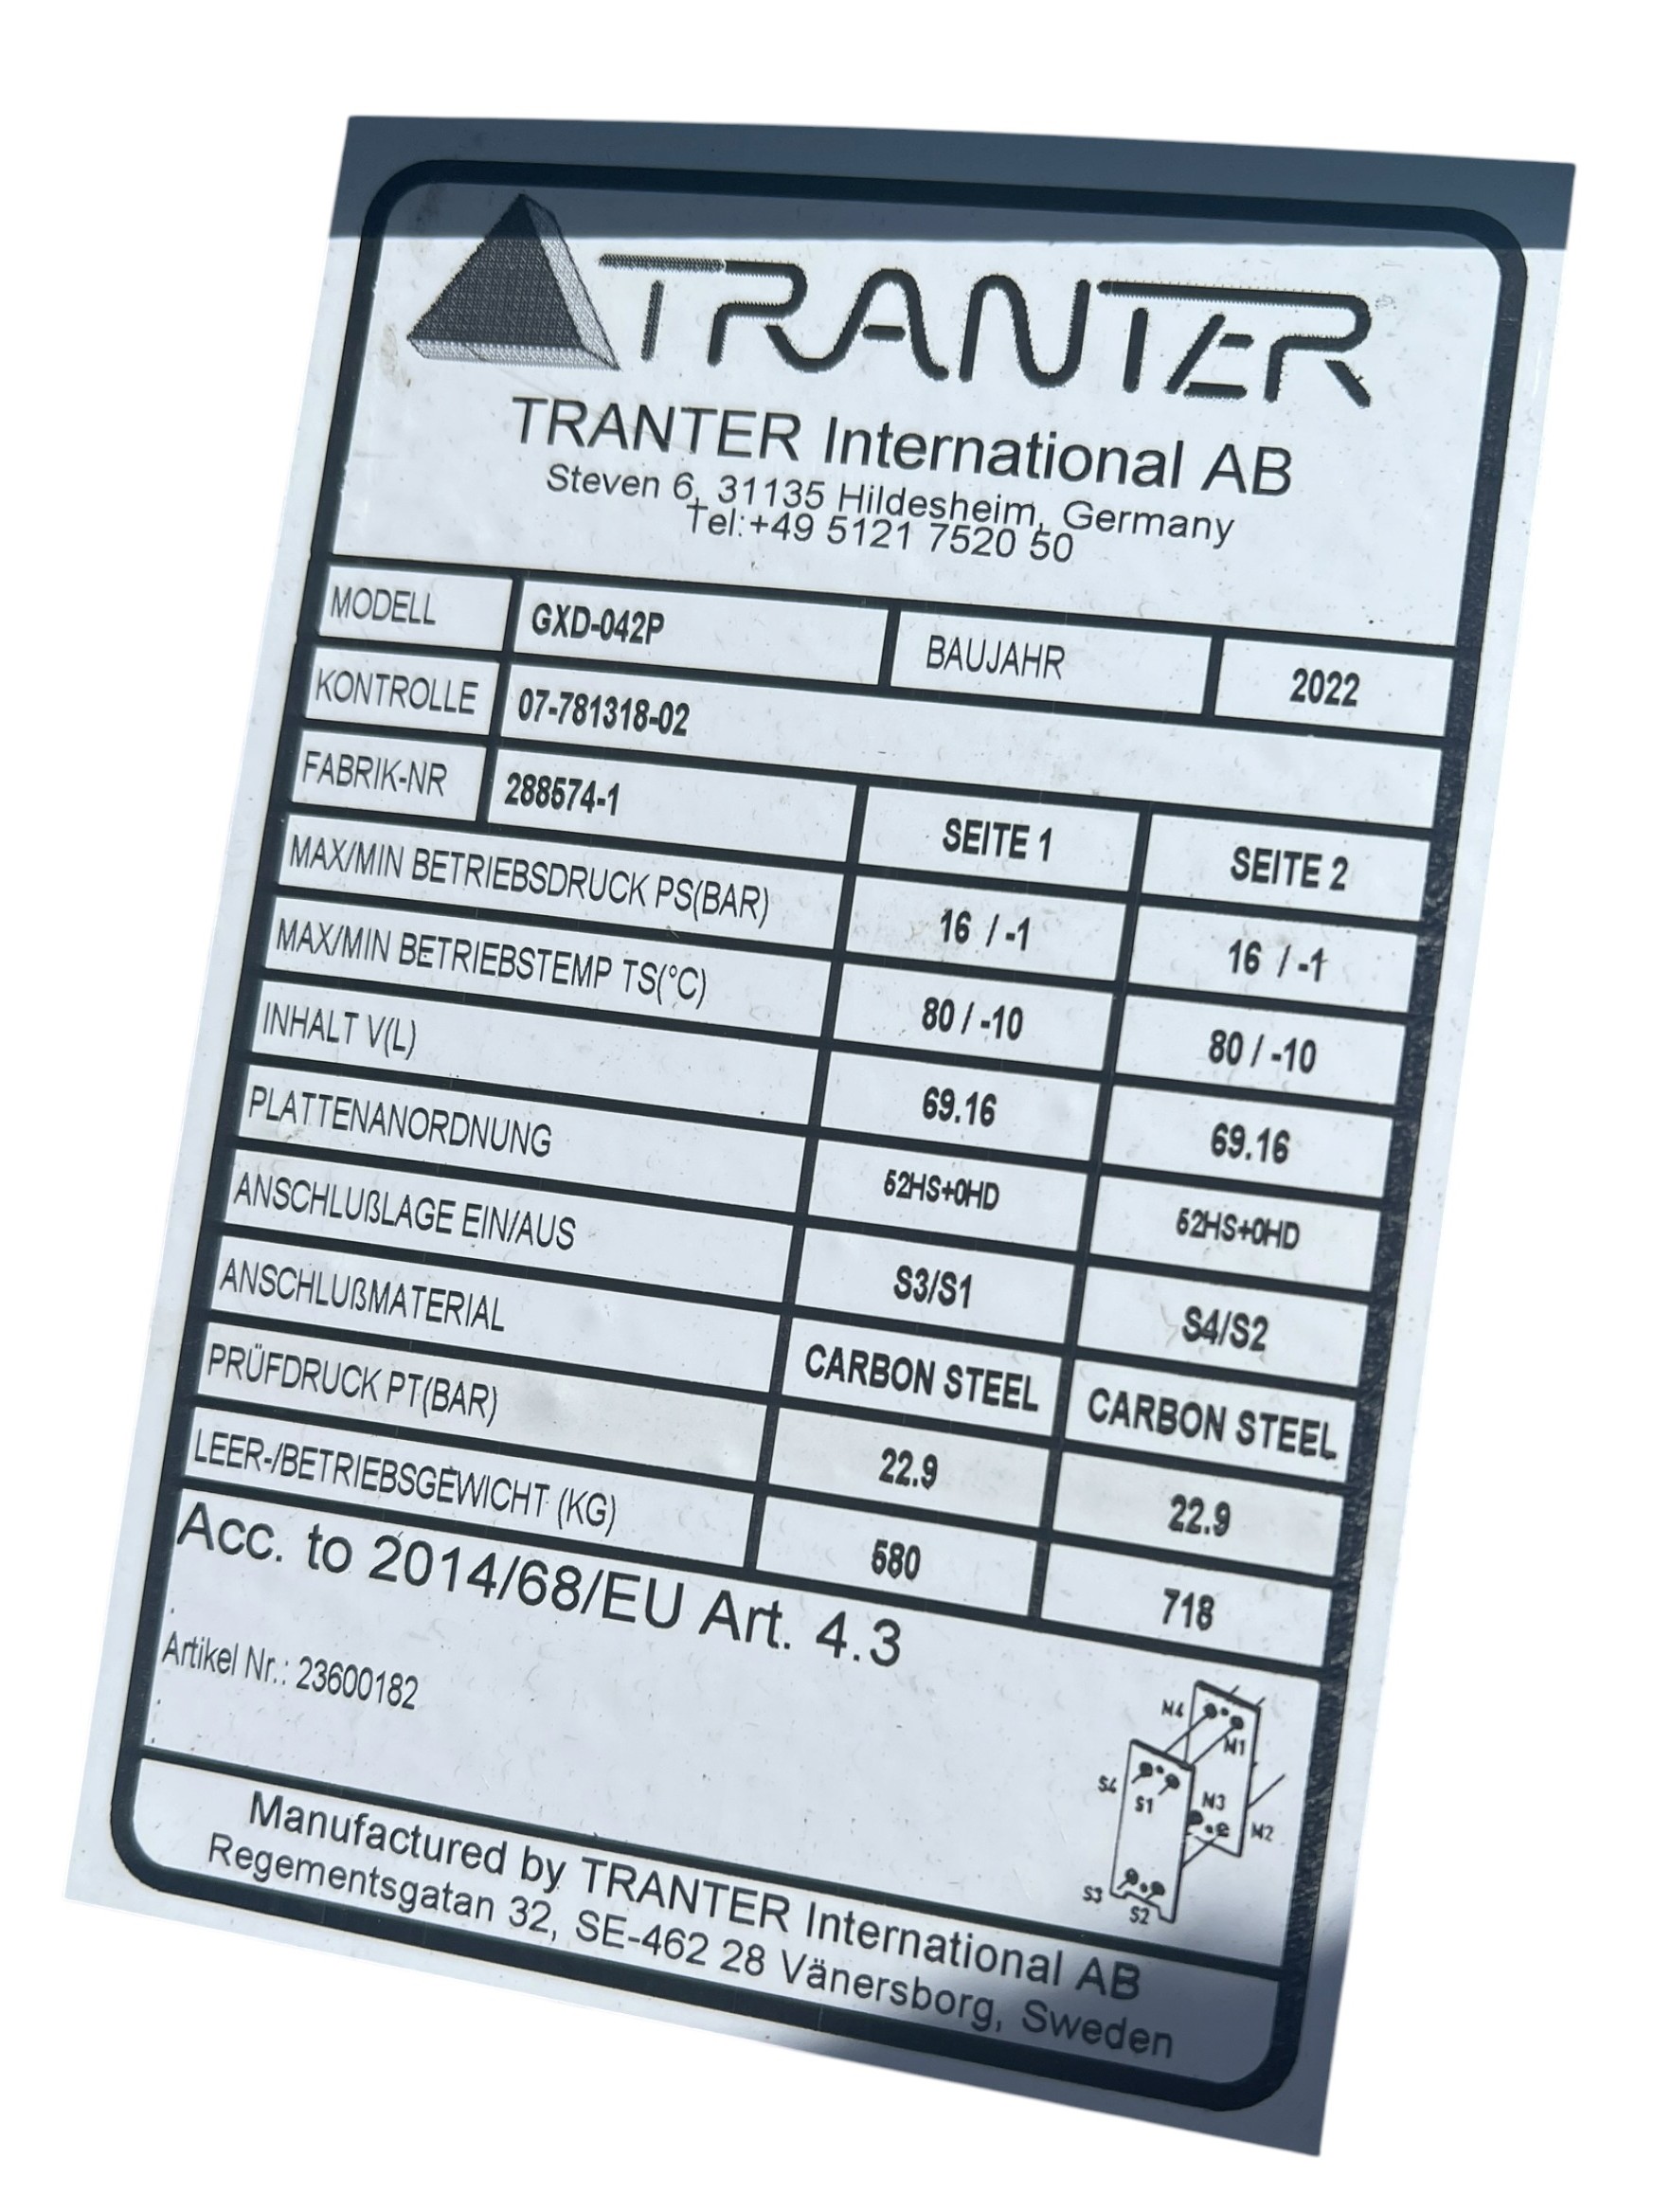 TRANTER
TRANTER International AB
Steven 6, 31135 Hildesheim, Germany
Tel:+49 5121 7520 50
MODELL GXD-042P BAUJAHR 2022
KONTROLLE 07-781318-02
FABRIK-NR 288574-1 SEITE 1 SEITE 2
MAX/MIN BETRIEBSDRUCK PS(BAR) 16 / -1 16 / -1
MAX/MIN BETRIEBSTEMP TS(°C) 80 / -10 80 / -10
INHALT V(L) 69.16 69.16
PLATTENANORDNUNG 52HS+0HD 52HS+0HD
ANSCHLUßLAGE EIN/AUS S3/S1 S4/S2
ANSCHLUßMATERIAL CARBON STEEL CARBON STEEL
PRÜFDRUCK PT(BAR) 22.9 22.9
LEER-/BETRIEBSGEWICHT (KG) 580 718
Acc. to 2014/68/EU Art. 4.3
Artikel Nr.: 23600182
M4
M1
S4
S1
M3
M2
S3
S2
Manufactured by TRANTER International AB
Regementsgatan 32, SE-462 28 Vänersborg, Sweden